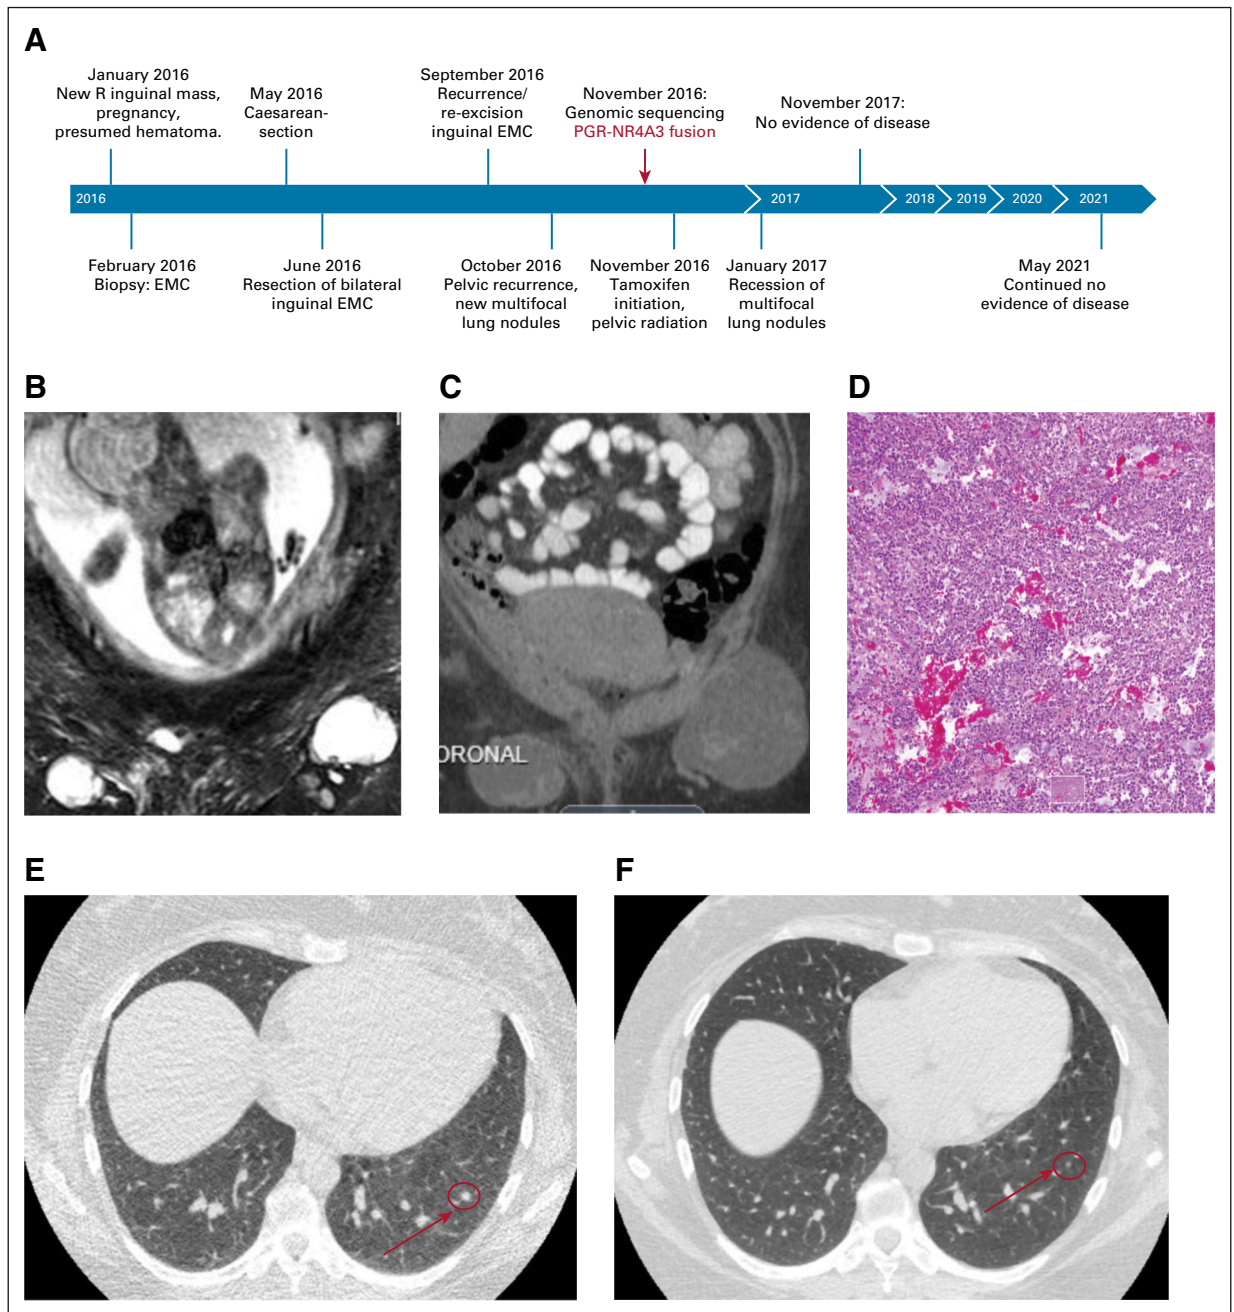 A
January 2016
New R inguinal mass,
pregnancy,
presumed hematoma.
May 2016
Caesarean-
section
September 2016
Recurrence/
re-excision
inguinal EMC
November 2016:
Genomic sequencing
PGR-NR4A3 fusion
November 2017:
No evidence of disease
2016
2017
2018
2019
2020
2021
February 2016
Biopsy: EMC
June 2016
Resection of bilateral
inguinal EMC
October 2016
Pelvic recurrence,
new multifocal
lung nodules
November 2016
Tamoxifen
initiation,
pelvic radiation
January 2017
Recession of
multifocal
lung nodules
May 2021
Continued no
evidence of disease
B
C
D
ORONAL
E
F